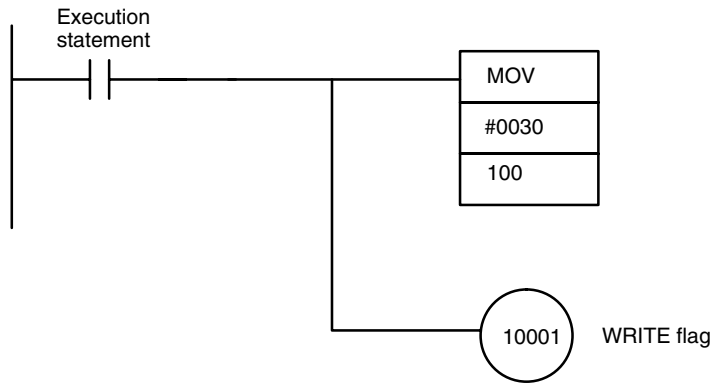 Execution
statement
MOV
#0030
100
10001
WRITE flag